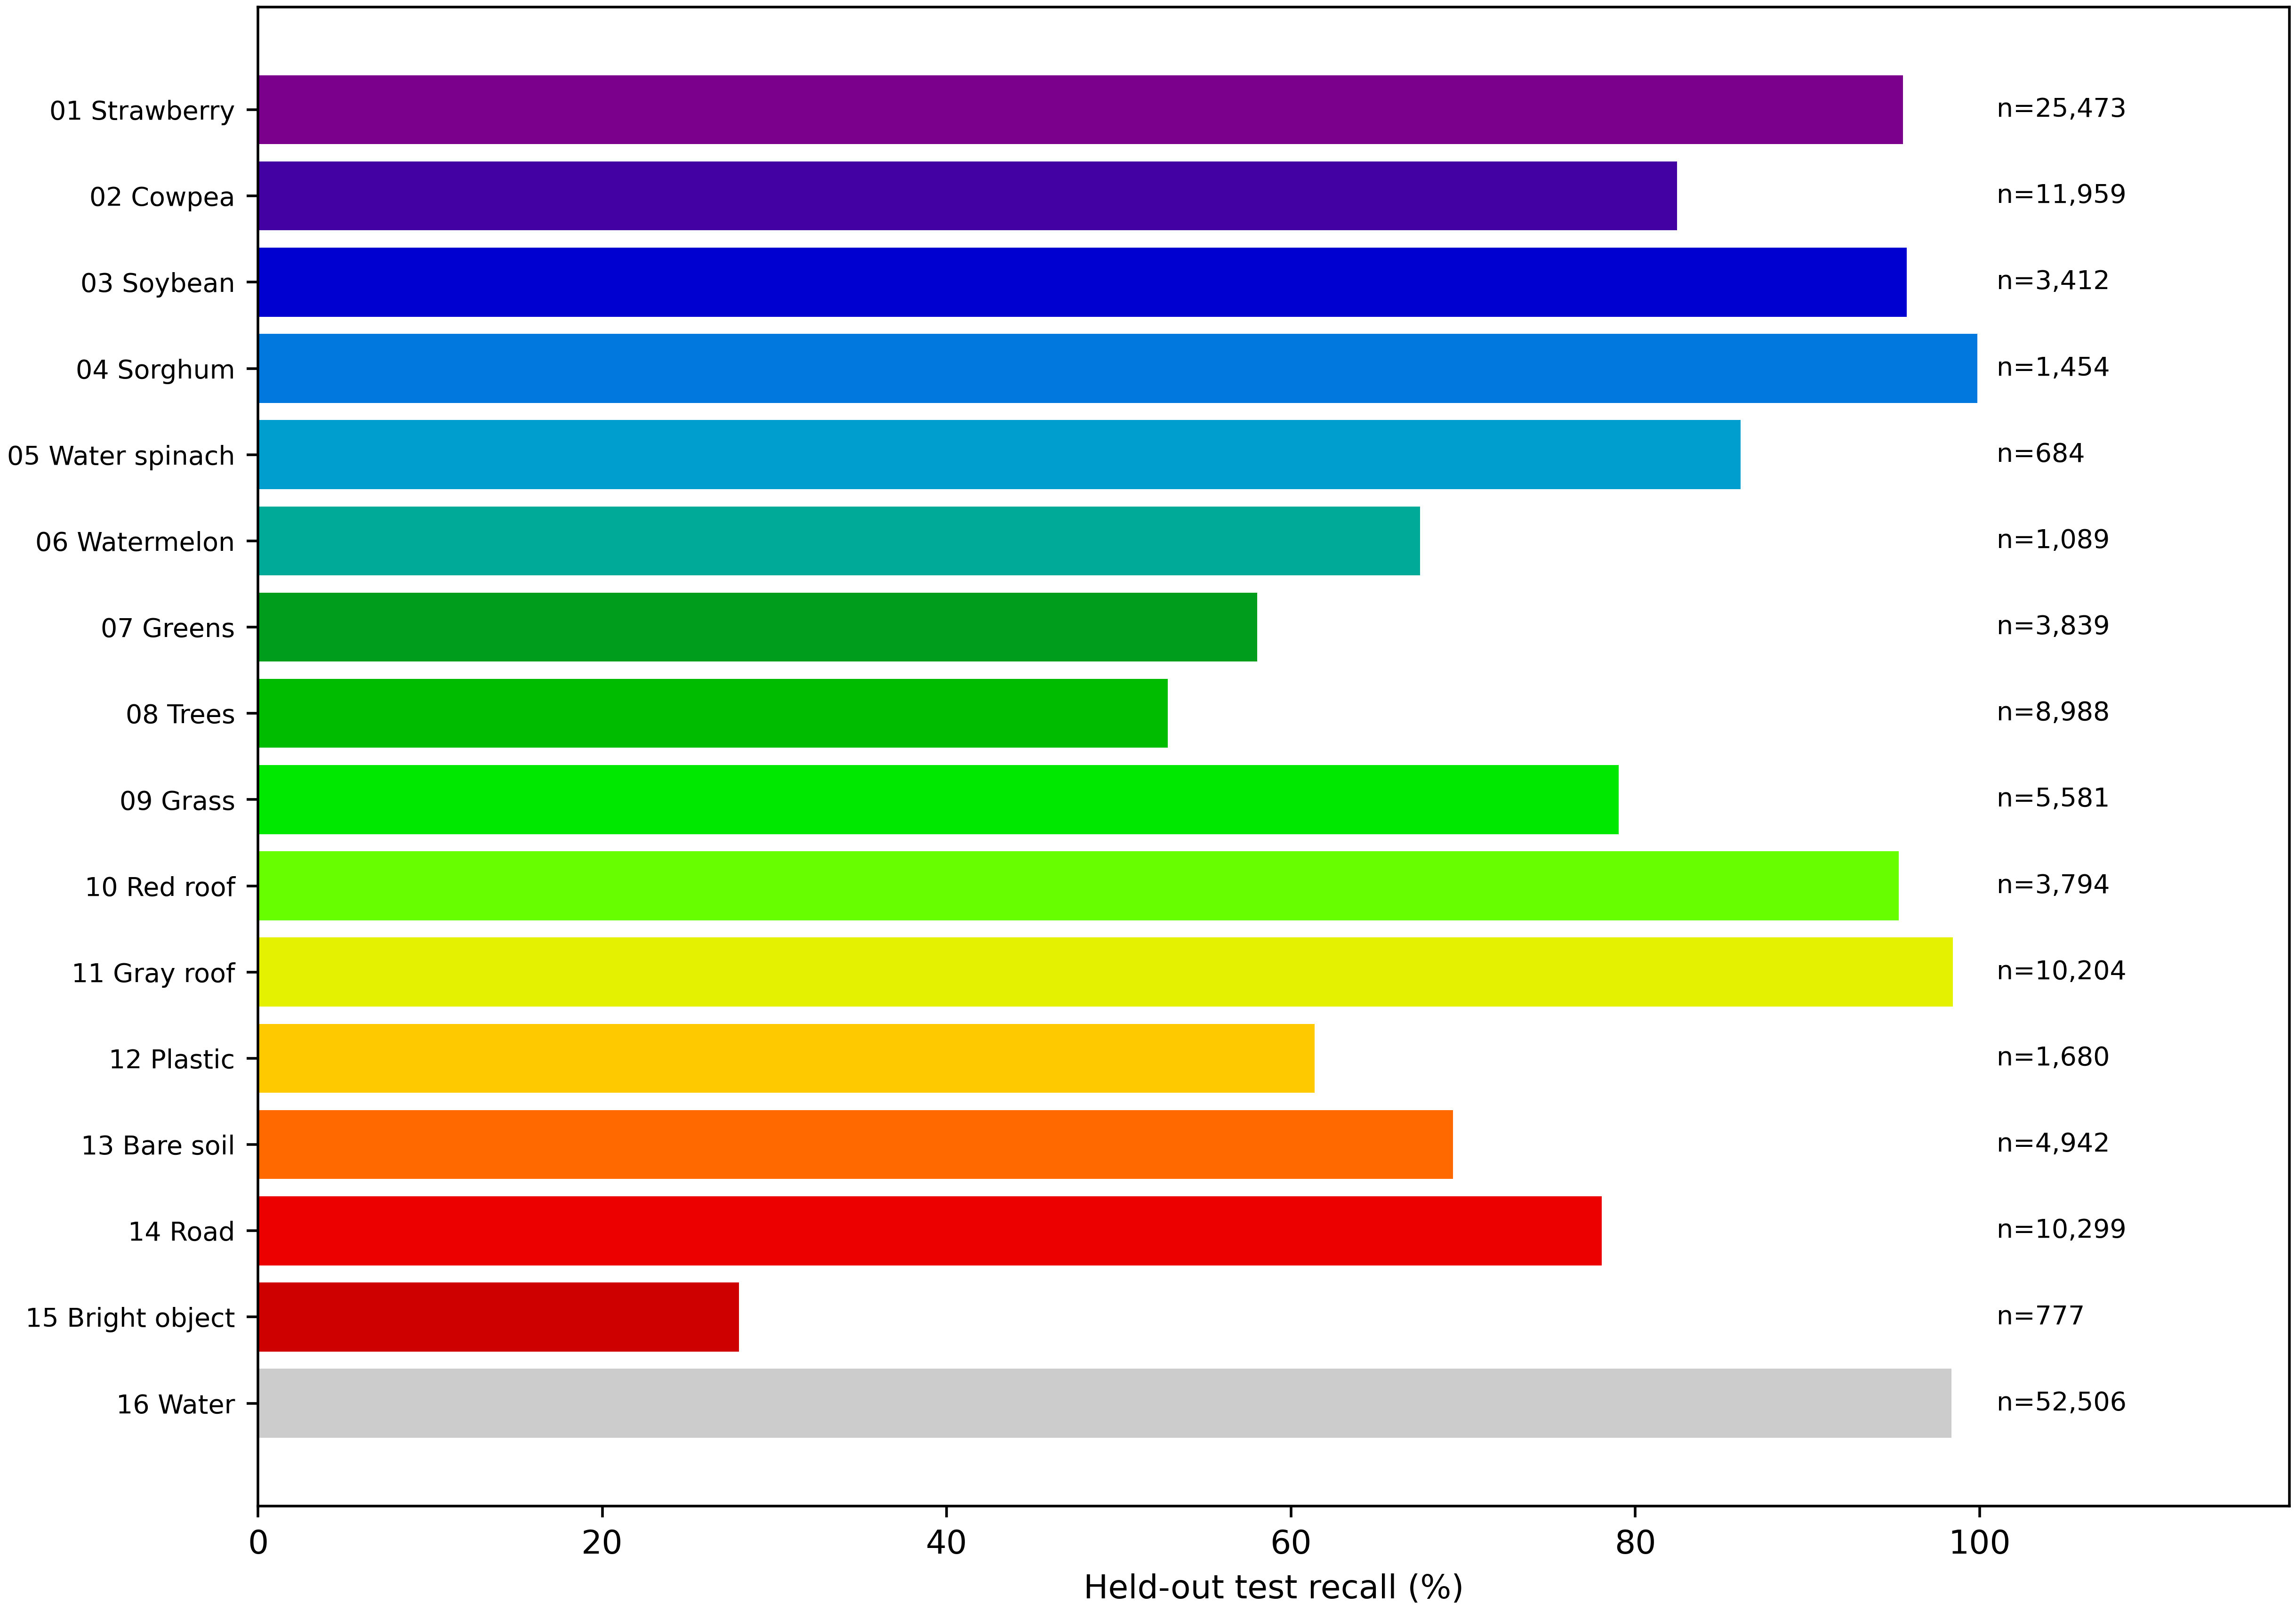 01 Strawberry n=25,473
02 Cowpea n=11,959
03 Soybean n=3,412
04 Sorghum n=1,454
05 Water spinach n=684
06 Watermelon n=1,089
07 Greens n=3,839
08 Trees n=8,988
09 Grass n=5,581
10 Red roof n=3,794
11 Gray roof n=10,204
12 Plastic n=1,680
13 Bare soil n=4,942
14 Road n=10,299
15 Bright object n=777
16 Water n=52,506
0 20 40 60 80 100
Held-out test recall (%)